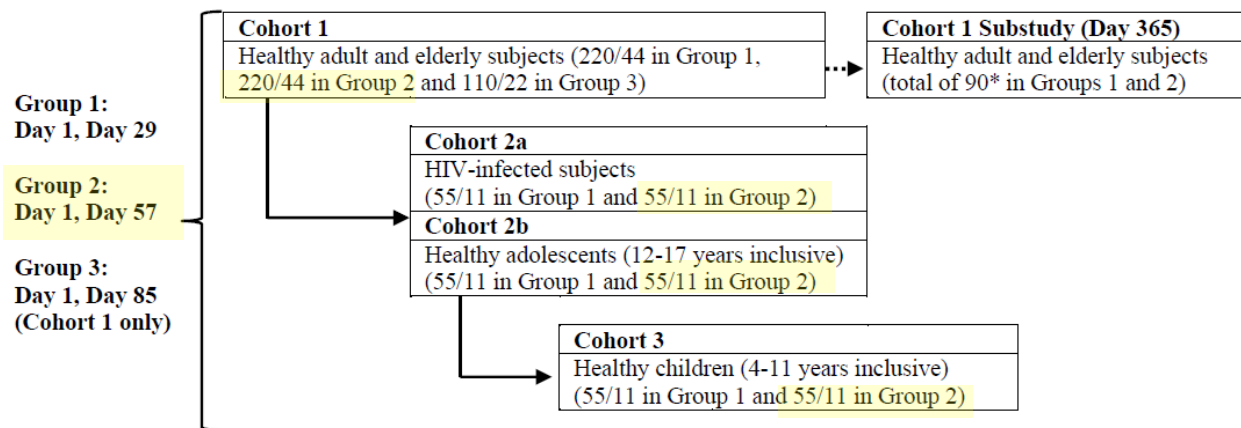 Group 1:
Day 1, Day 29
Group 2:
Day 1, Day 57
Group 3:
Day 1, Day 85
(Cohort 1 only)
Cohort 1
Healthy adult and elderly subjects (220/44 in Group 1,
220/44 in Group 2 and 110/22 in Group 3)
Cohort 1 Substudy (Day 365)
Healthy adult and elderly subjects
(total of 90* in Groups 1 and 2)
Cohort 2a
HIV-infected subjects
(55/11 in Group 1 and 55/11 in Group 2)
Cohort 2b
Healthy adolescents (12-17 years inclusive)
(55/11 in Group 1 and 55/11 in Group 2)
Cohort 3
Healthy children (4-11 years inclusive)
(55/11 in Group 1 and 55/11 in Group 2)